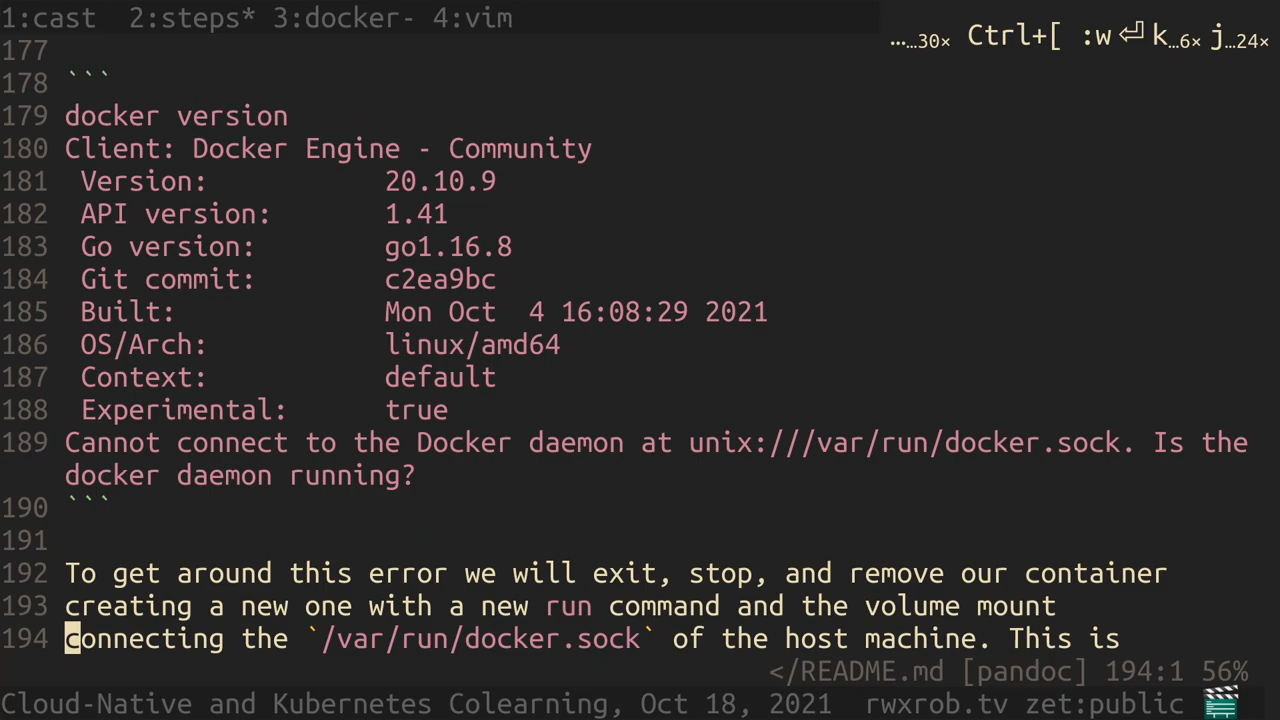 1:cast  2:steps* 3:docker- 4:vim
…..30× Ctrl+[ :w⏎ k…6× j…24×
177
178 ```
179 docker version
180 Client: Docker Engine - Community
181  Version:           20.10.9
182  API version:       1.41
183  Go version:        go1.16.8
184  Git commit:        c2ea9bc
185  Built:             Mon Oct  4 16:08:29 2021
186  OS/Arch:           linux/amd64
187  Context:           default
188  Experimental:      true
189 Cannot connect to the Docker daemon at unix:///var/run/docker.sock. Is the
docker daemon running?
190 ```
191
192 To get around this error we will exit, stop, and remove our container
193 creating a new one with a new run command and the volume mount
194 connecting the `/var/run/docker.sock` of the host machine. This is
</README.md [pandoc] 194:1 56%
Cloud-Native and Kubernetes Colearning, Oct 18, 2021  rwxrob.tv zet:public